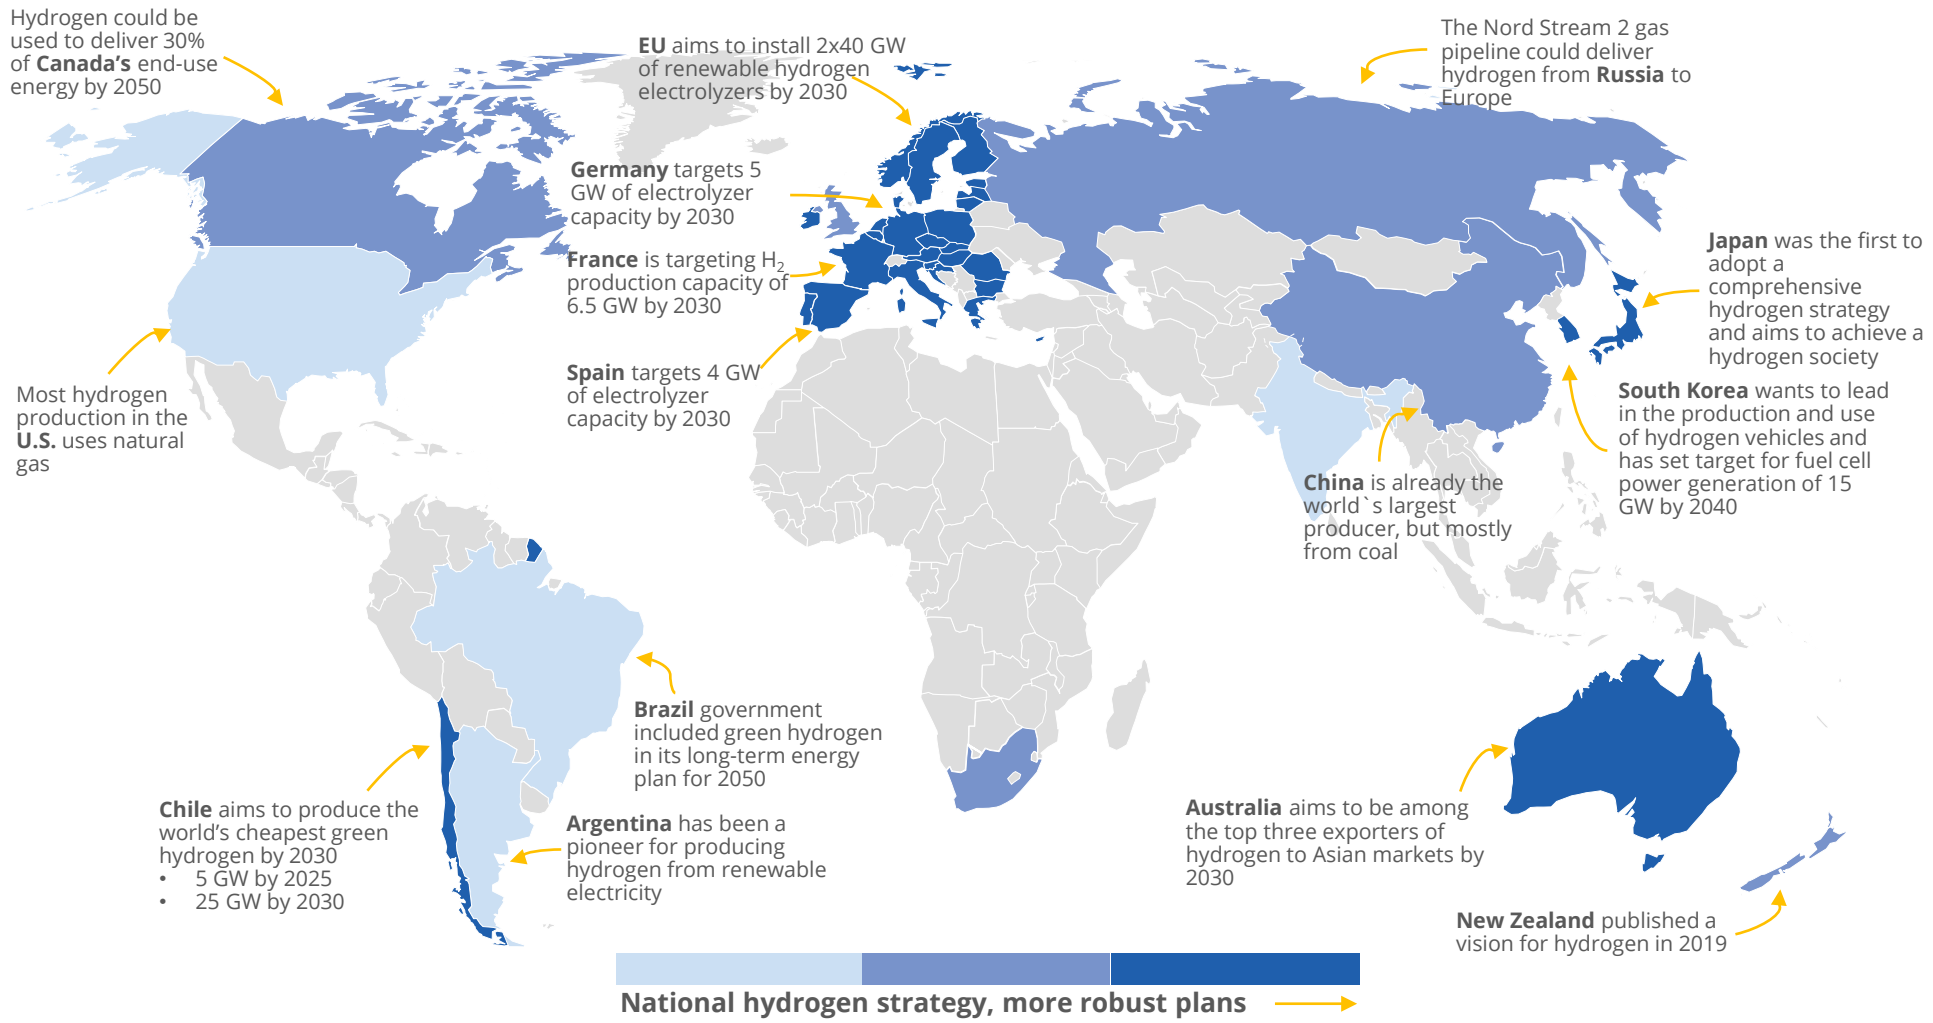 Hydrogen could be
used to deliver 30%
of Canada's end-use
energy by 2050
EU aims to install 2x40 GW
of renewable hydrogen
electrolyzers by 2030
The Nord Stream 2 gas
pipeline could deliver
hydrogen from Russia to
Europe
Germany targets 5
GW of electrolyzer
capacity by 2030
France is targeting H₂
production capacity of
6.5 GW by 2030
Spain targets 4 GW
of electrolyzer
capacity by 2030
Japan was the first to
adopt a
comprehensive
hydrogen strategy
and aims to achieve a
hydrogen society
Most hydrogen
production in the
U.S. uses natural
gas
South Korea wants to lead
in the production and use
of hydrogen vehicles and
has set target for fuel cell
power generation of 15
GW by 2040
China is already the
world`s largest
producer, but mostly
from coal
Brazil government
included green hydrogen
in its long-term energy
plan for 2050
Chile aims to produce the
world's cheapest green
hydrogen by 2030
• 5 GW by 2025
• 25 GW by 2030
Argentina has been a
pioneer for producing
hydrogen from renewable
electricity
Australia aims to be among
the top three exporters of
hydrogen to Asian markets by
2030
New Zealand published a
vision for hydrogen in 2019
National hydrogen strategy, more robust plans